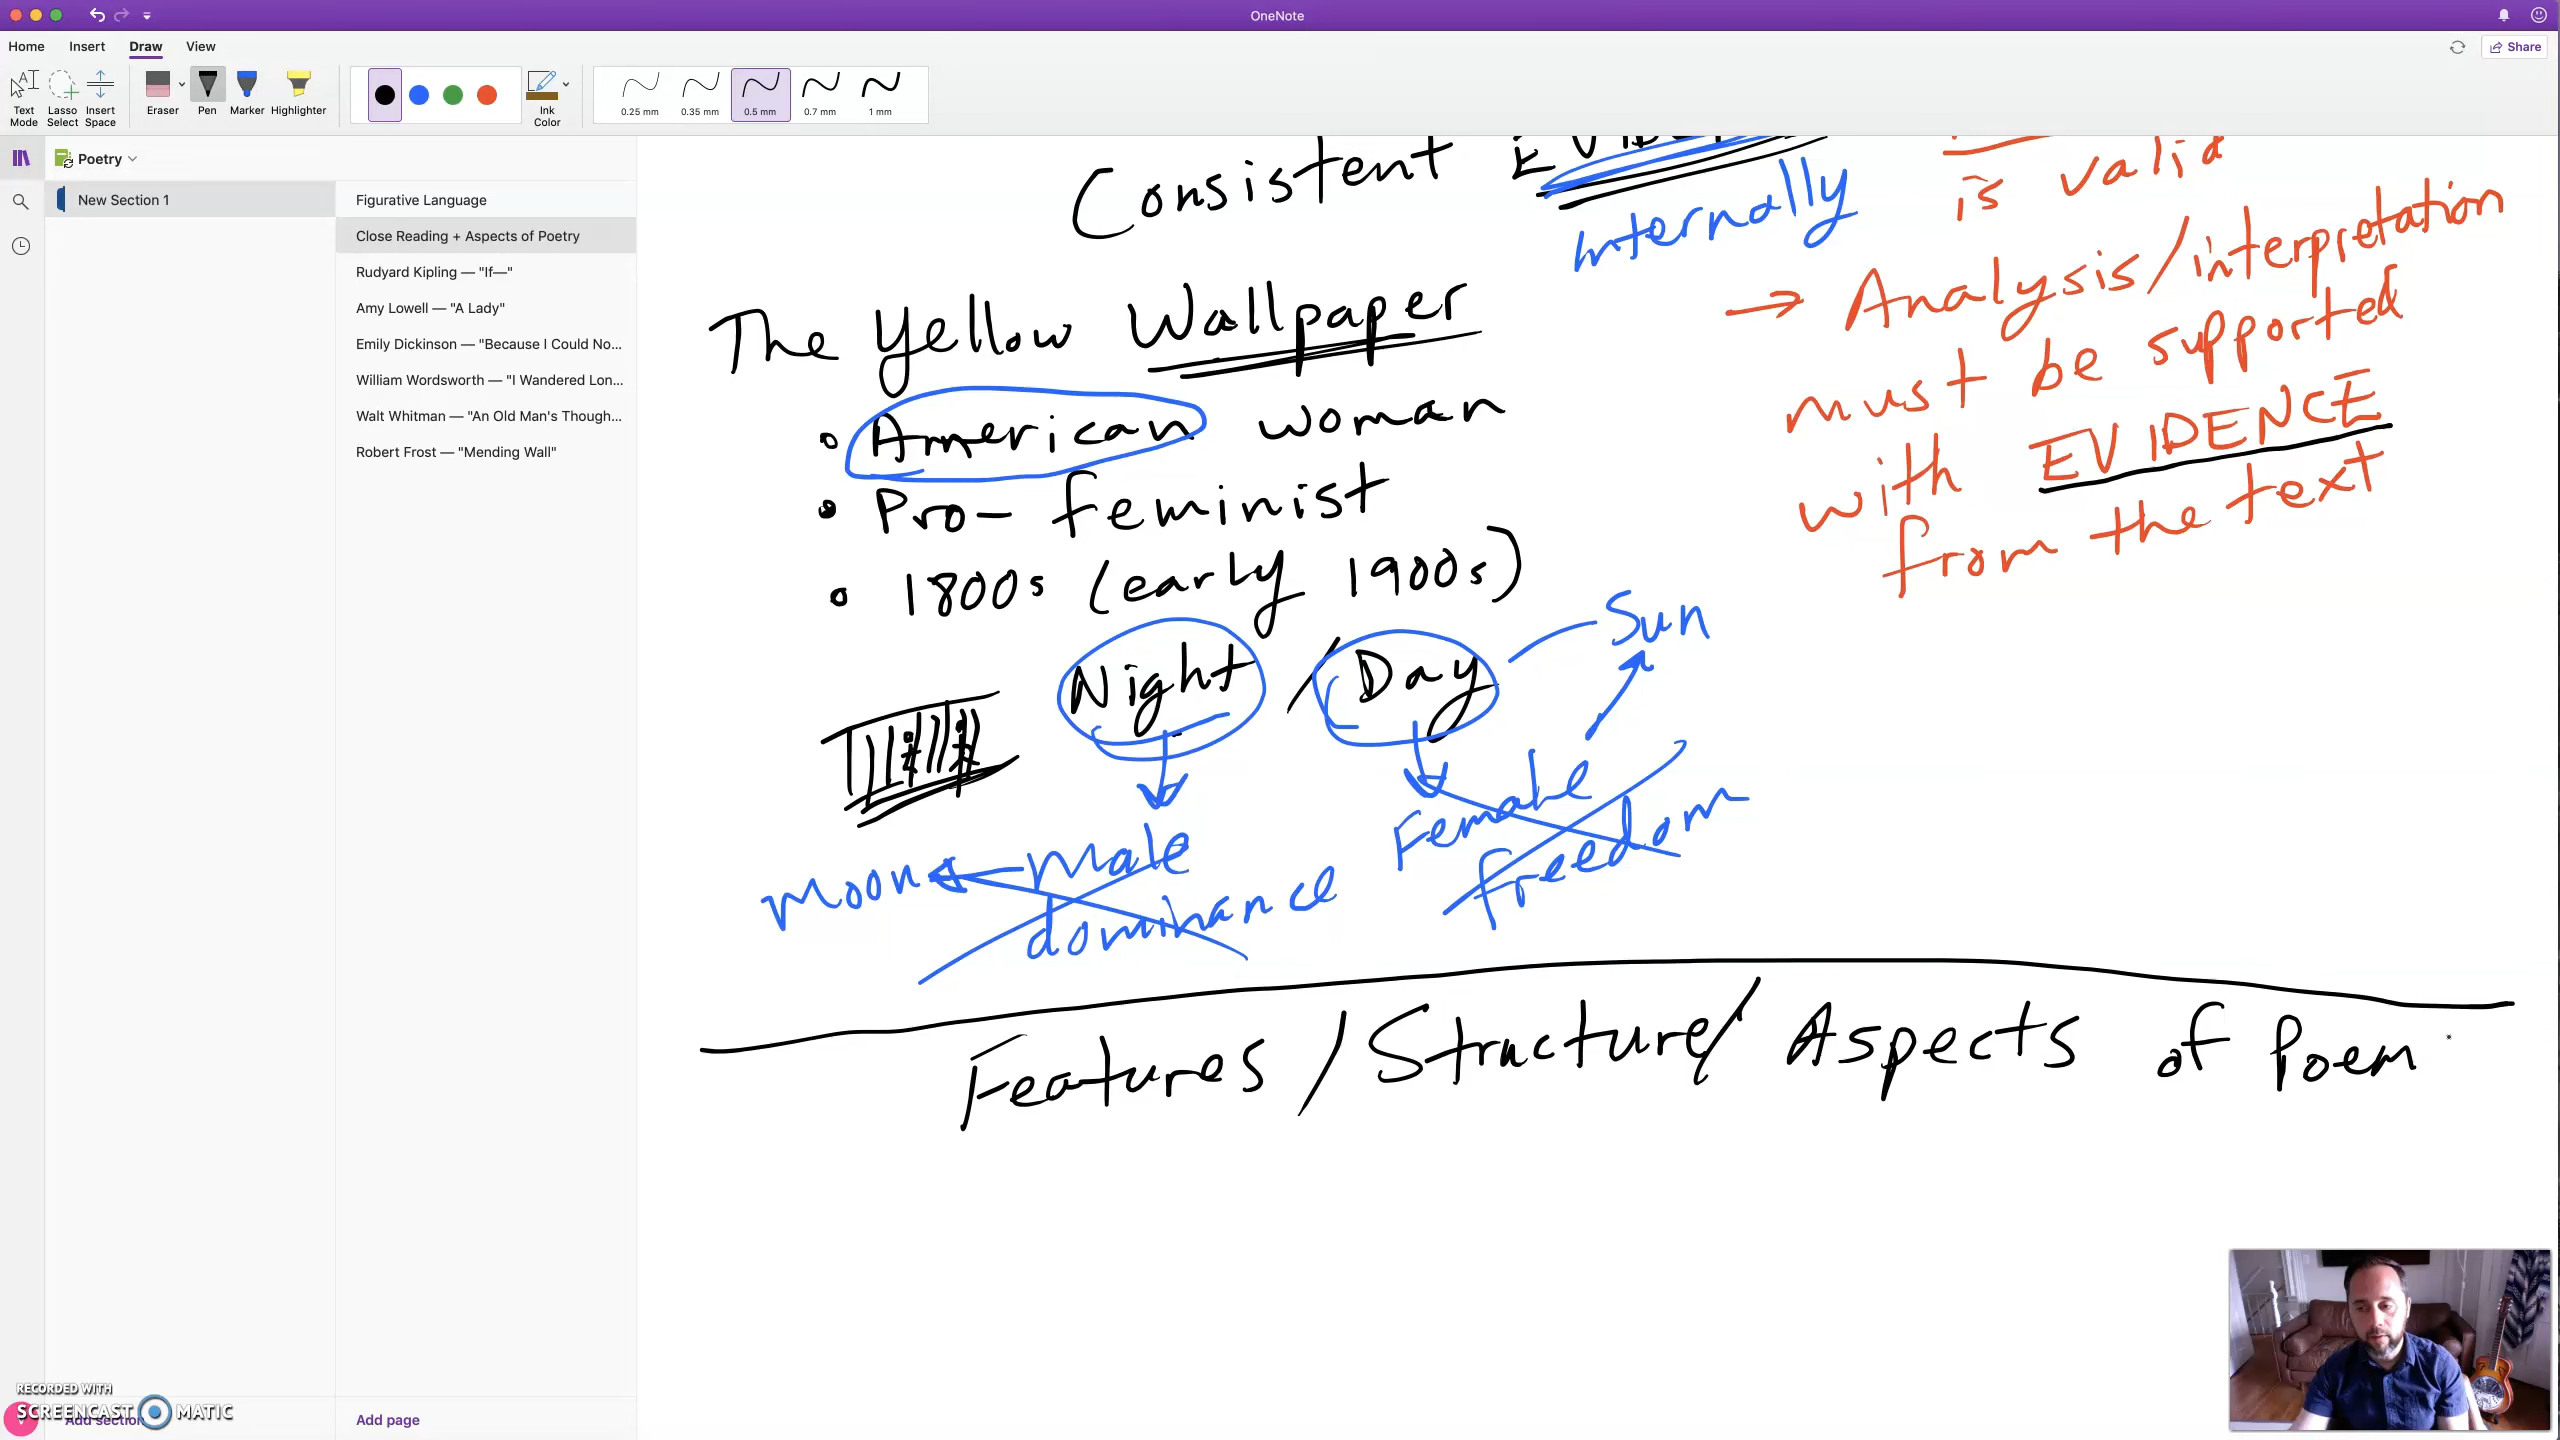 OneNote
Home Insert Draw View
Share
Text Mode
Lasso Select
Insert Space
Eraser
Pen
Marker
Highlighter
Ink Color
0.25 mm
0.35 mm
0.5 mm
0.7 mm
1 mm
Poetry
New Section 1
Figurative Language
Close Reading + Aspects of Poetry
Rudyard Kipling — "If—"
Amy Lowell — "A Lady"
Emily Dickinson — "Because I Could No...
William Wordsworth — "I Wandered Lon...
Walt Whitman — "An Old Man's Though...
Robert Frost — "Mending Wall"
Consistent
Internally
is valid
→ Analysis/interpretation
must be supported
with EVIDENCE
from the text
The Yellow Wallpaper
• American woman
• Pro-feminist
• 1800s (early 1900s)
Night / Day
Sun
moon
Male
dominance
Female
freedom
Features / Structure / Aspects of Poem
RECORDED WITH
SCREENCAST MATIC
Add section
Add page